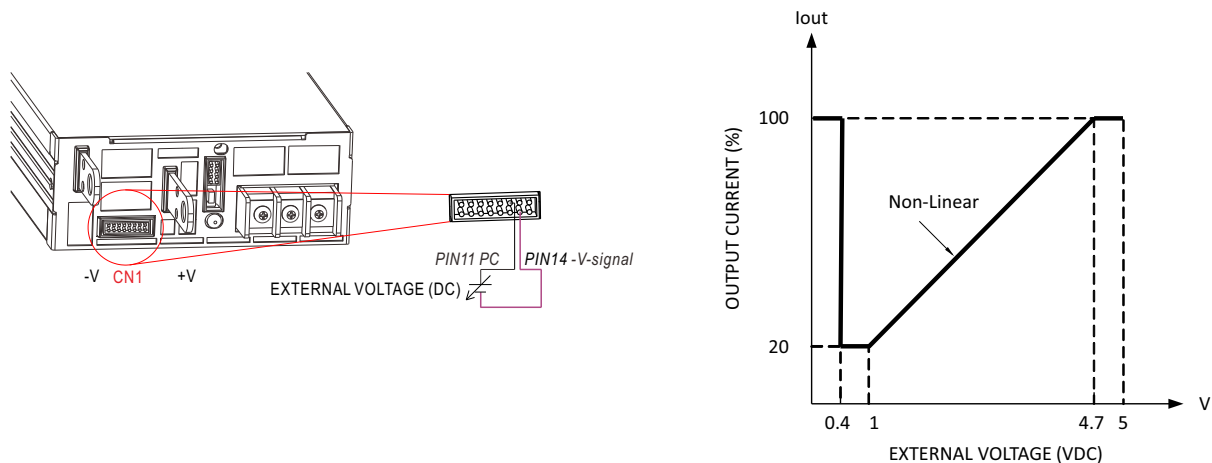 -V CN1 +V
PIN11 PC PIN14 -V-signal
EXTERNAL VOLTAGE (DC)
Iout
OUTPUT CURRENT (%)
100
20
Non-Linear
0.4 1 4.7 5
V
EXTERNAL VOLTAGE (VDC)